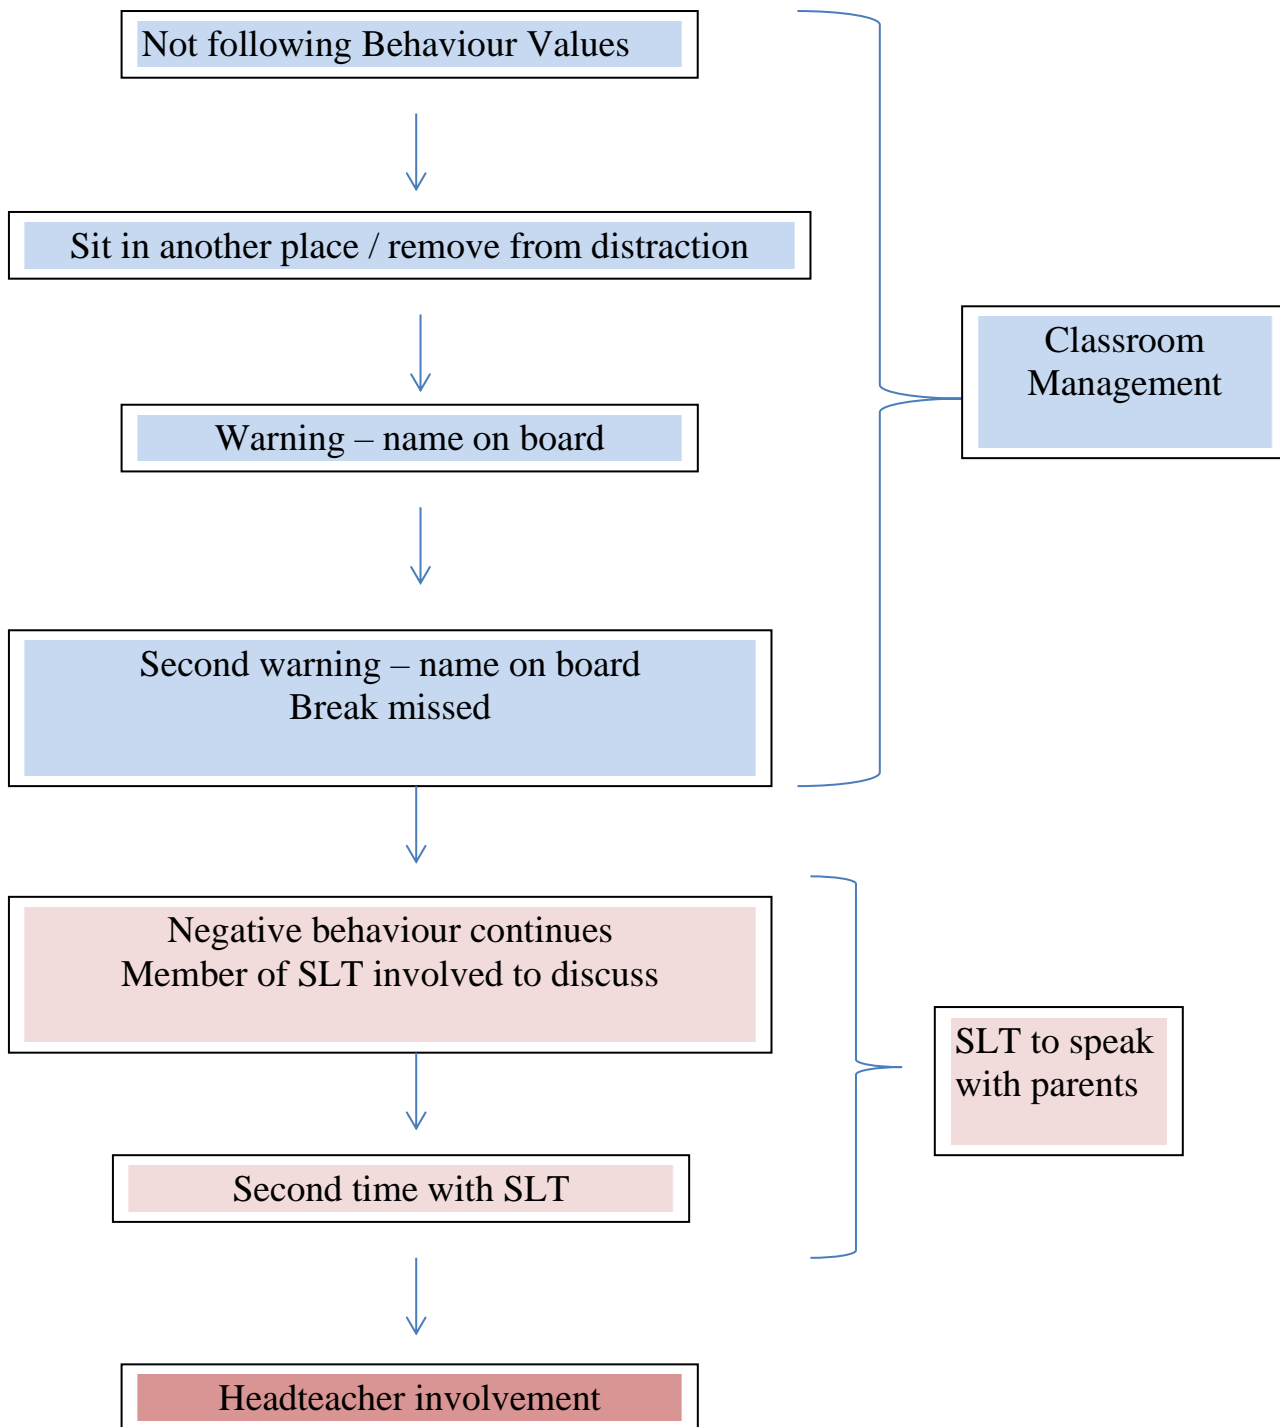 Not following Behaviour Values
Sit in another place / remove from distraction
Warning – name on board
Second warning – name on board
Break missed
Classroom
Management
Negative behaviour continues
Member of SLT involved to discuss
Second time with SLT
SLT to speak
with parents
Headteacher involvement